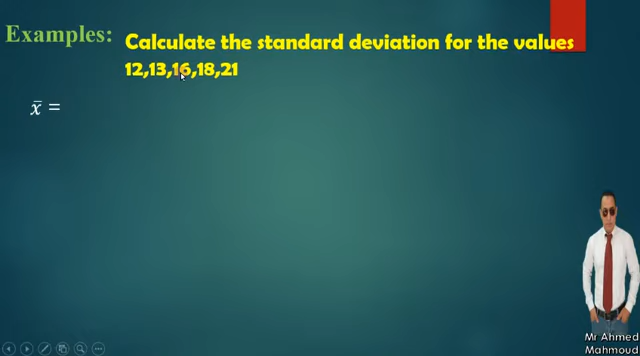 Examples:
Calculate the standard deviation for the values
12,13,16,18,21
x̄ =
Mr Ahmed
Mahmoud